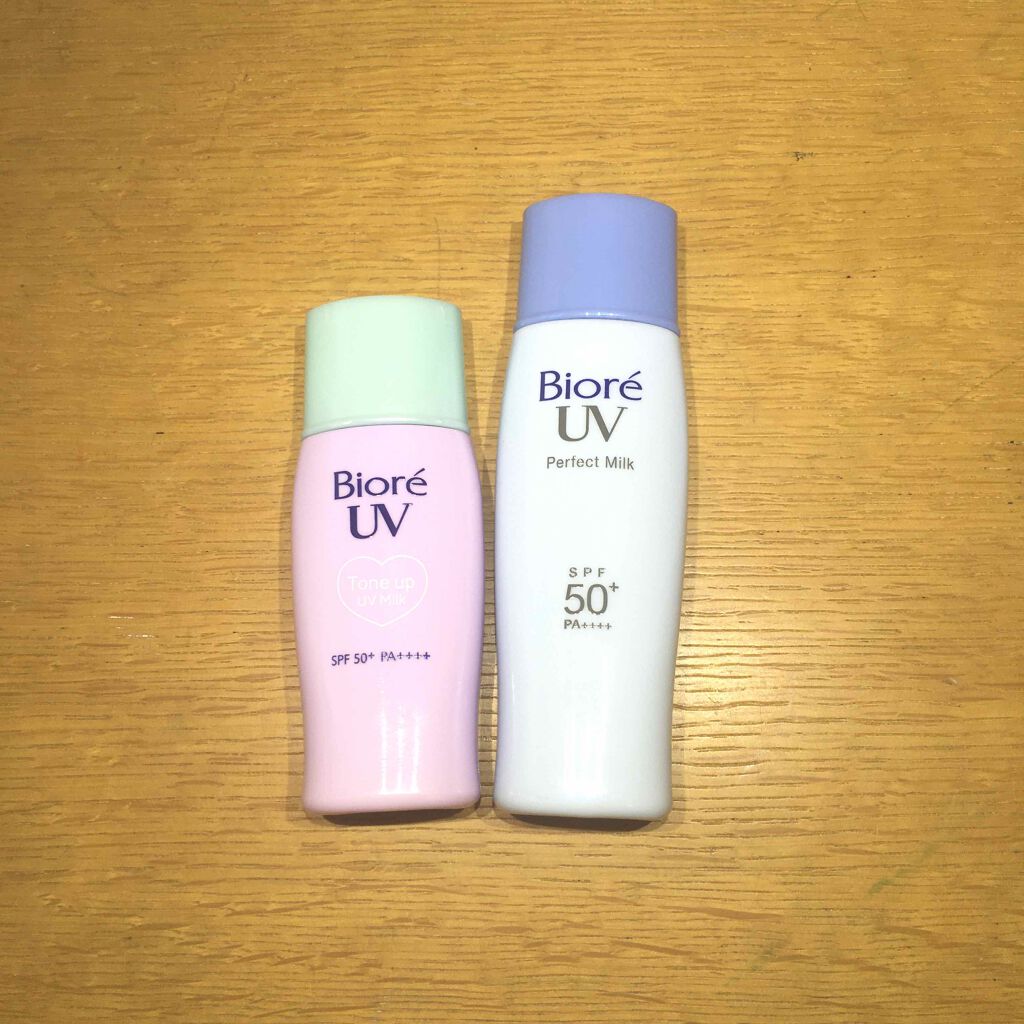 Bioré
UV
Tone up
UV Milk
SPF 50+ PA++++
Bioré
UV
Perfect Milk
SPF
50+
PA++++